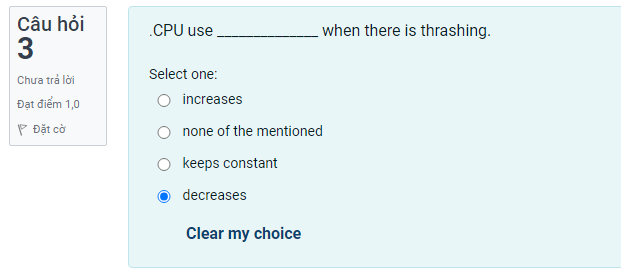 Câu hỏi
3
Chưa trả lời
Đạt điểm 1,0
Đặt cờ
.CPU use ______________ when there is thrashing.
Select one:
increases
none of the mentioned
keeps constant
decreases
Clear my choice